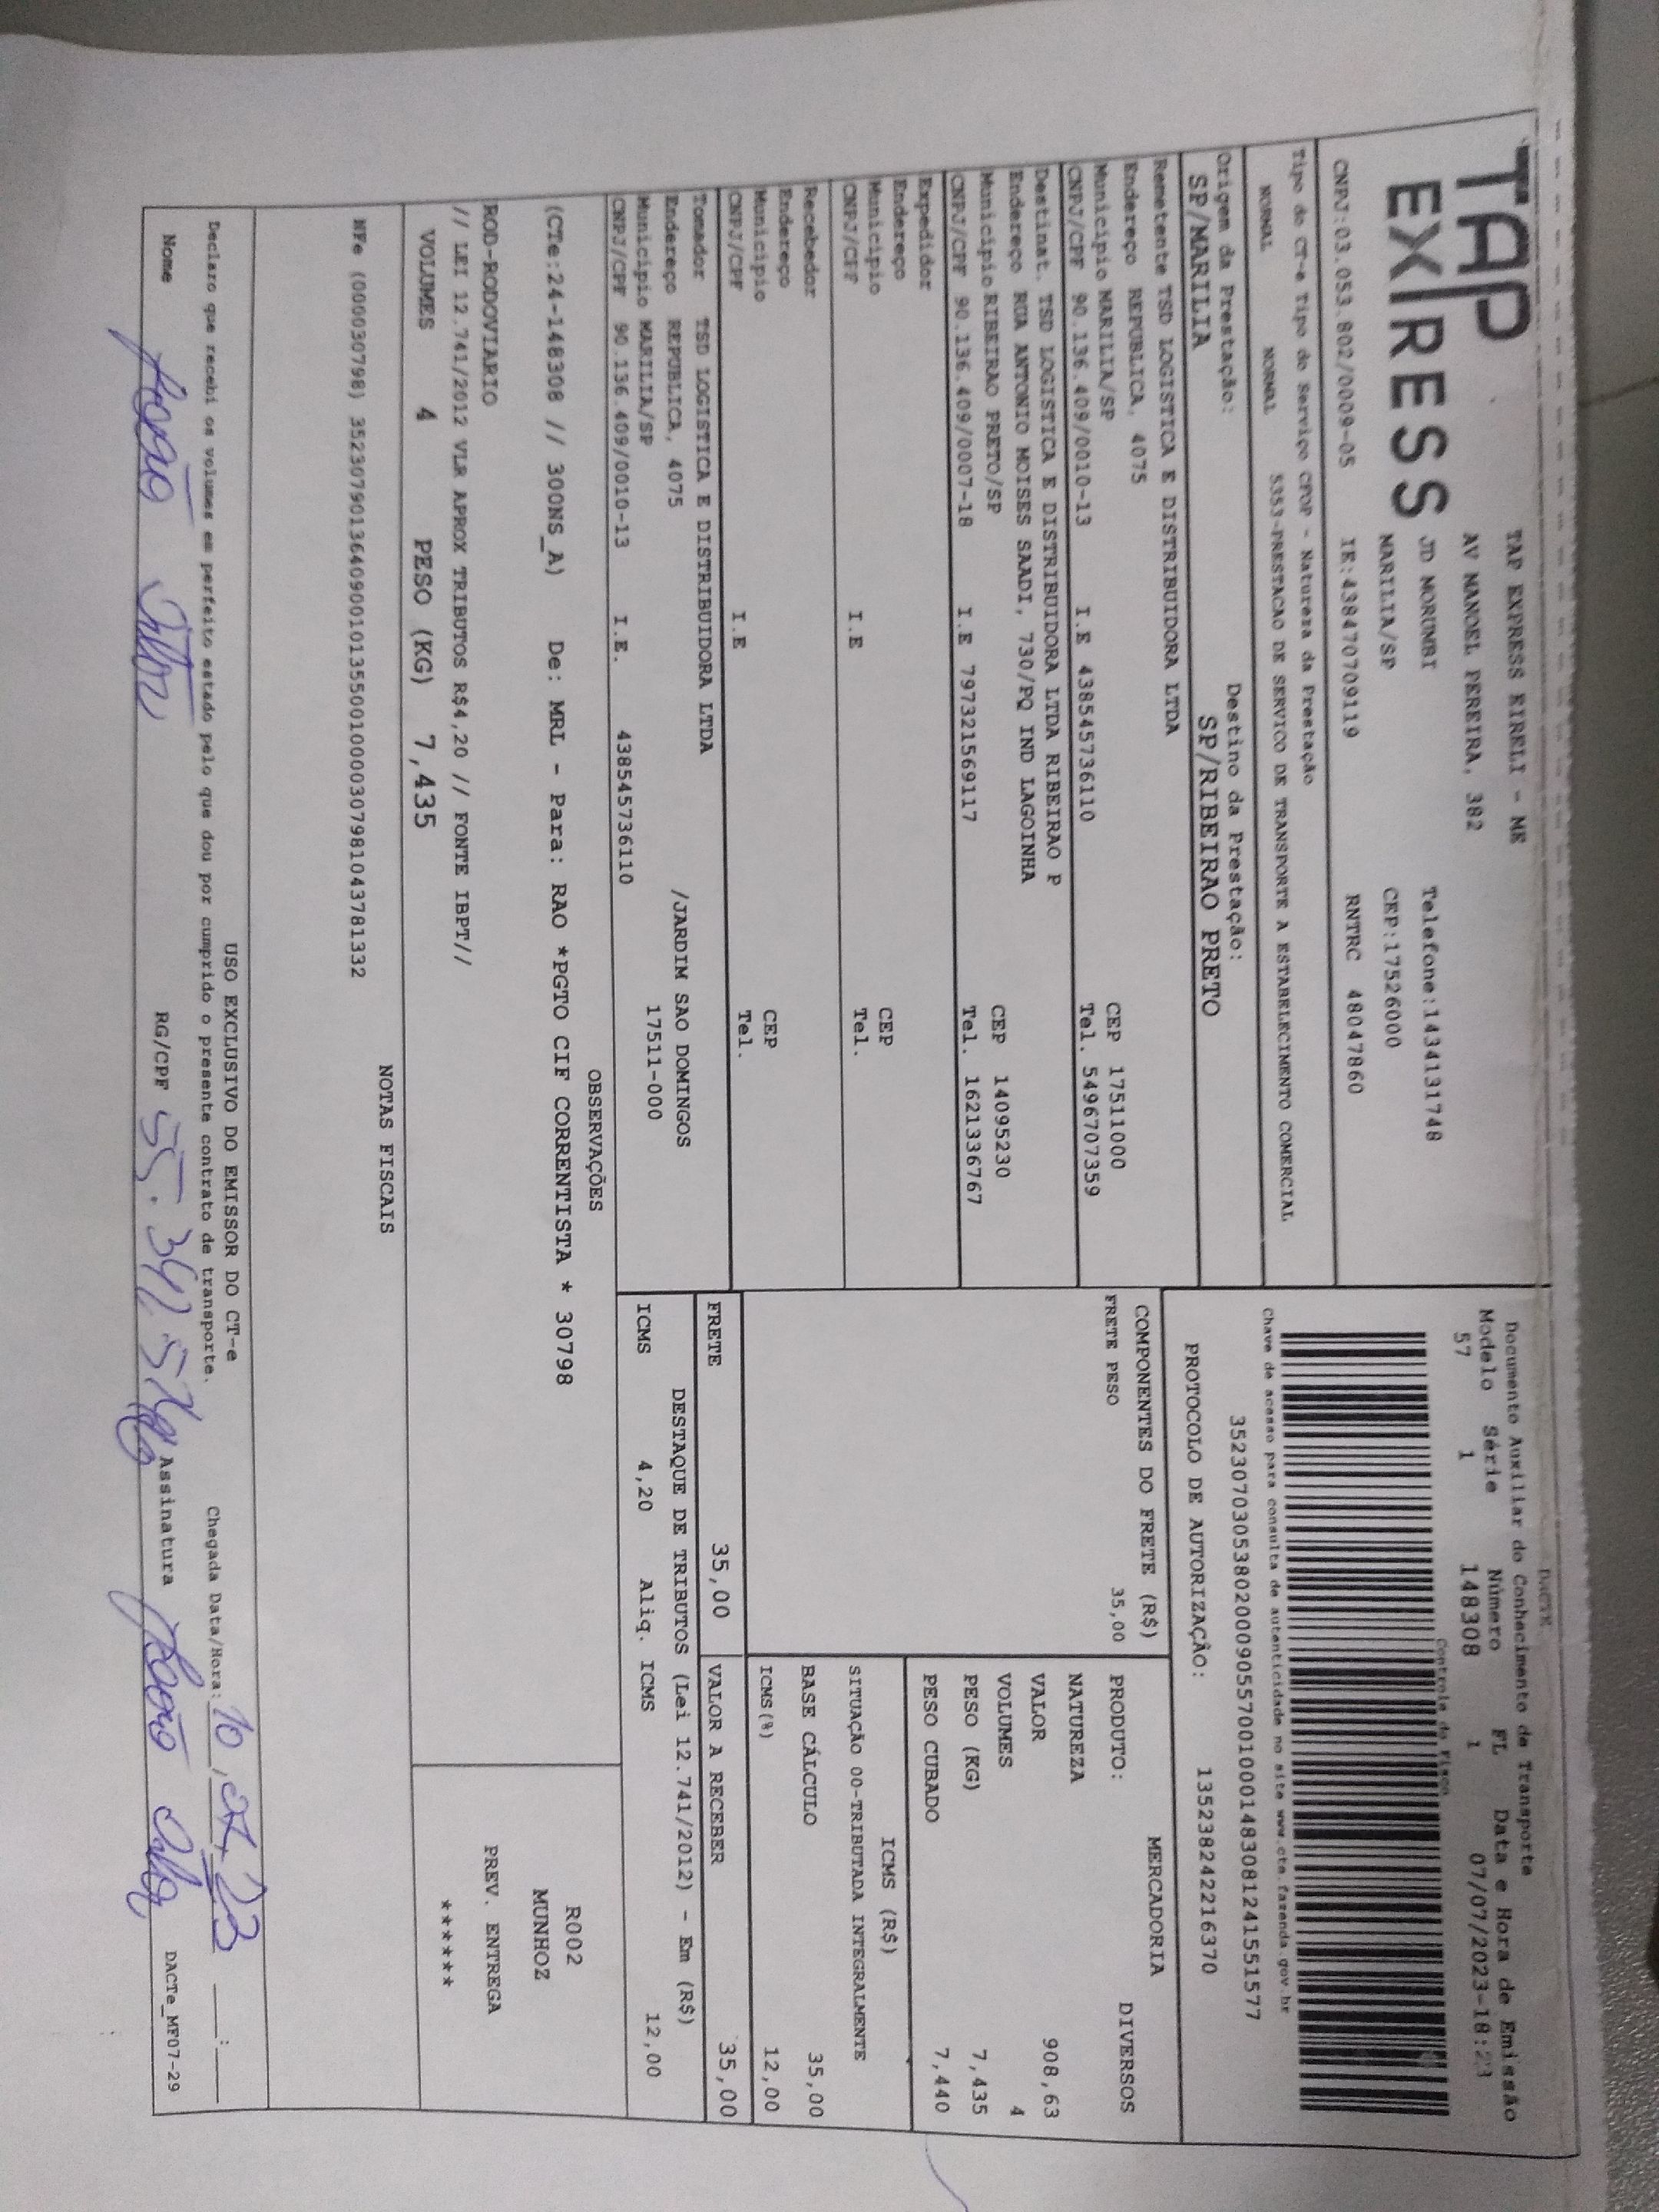 TAP EXPRESS
TAP EXPRESS EIRELI - ME
AV MANOEL PEREIRA, 382
JD MORUMBI Telefone:1434131748
MARILIA/SP CEP:17526000
CNPJ:03.053.802/0009-05 IE:438470709119 RNTRC 48047860
Tipo do CT-e Tipo do Serviço CFOP - Natureza da Prestação
NORMAL NORMAL 5353-PRESTACAO DE SERVICO DE TRANSPORTE A ESTABELECIMENTO COMERCIAL
Origem da Prestação: Destino da Prestação:
SP/MARILIA SP/RIBEIRAO PRETO
Remetente TSD LOGISTICA E DISTRIBUIDORA LTDA
Endereço REPUBLICA, 4075
Município MARILIA/SP CEP 17511000
CNPJ/CPF 90.136.409/0010-13 I.E 438545736110 Tel. 5496707359
Destinat. TSD LOGISTICA E DISTRIBUIDORA LTDA RIBEIRAO P
Endereço RUA ANTONIO MOISES SAADI, 730/PQ IND LAGOINHA
Município RIBEIRAO PRETO/SP CEP 14095230
CNPJ/CPF 90.136.409/0007-18 I.E 797321569117 Tel. 1621336767
Expedidor
Endereço
Município CEP
CNPJ/CPF I.E Tel.
Recebedor
Endereço
Município CEP
CNPJ/CPF I.E Tel.
Tomador TSD LOGISTICA E DISTRIBUIDORA LTDA
Endereço REPUBLICA, 4075 /JARDIM SAO DOMINGOS
Município MARILIA/SP 17511-000
CNPJ/CPF 90.136.409/0010-13 I.E. 438545736110
DACTE
Documento Auxiliar do Conhecimento de Transporte
Modelo Série Número FL Data e Hora de Emissão
57 1 148308 1 07/07/2023-18:23
Controle do Fisco
Chave de acesso para consulta de autenticidade no site www.cte.fazenda.gov.br
35230703053802000905570010001483081241551577
PROTOCOLO DE AUTORIZAÇÃO: 135238242216370
COMPONENTES DO FRETE (R$)
FRETE PESO 35,00
MERCADORIA
PRODUTO: DIVERSOS
NATUREZA
VALOR 908,63
VOLUMES 4
PESO (KG) 7,435
PESO CUBADO 7,440
ICMS (R$)
SITUAÇÃO 00-TRIBUTADA INTEGRALMENTE
BASE CÁLCULO 35,00
ICMS(%) 12,00
FRETE 35,00 VALOR A RECEBER 35,00
DESTAQUE DE TRIBUTOS (Lei 12.741/2012) - Em (R$)
ICMS 4,20 Aliq. ICMS 12,00
OBSERVAÇÕES
(CTe:24-148308 // 300NS_A) De: MRL - Para: RAO *PGTO CIF CORRENTISTA * 30798
ROD-RODOVIARIO
// LEI 12.741/2012 VLR APROX TRIBUTOS R$4,20 // FONTE IBPT//
R002
MUNHOZ
PREV. ENTREGA
*******
VOLUMES 4 PESO (KG) 7,435
NOTAS FISCAIS
NFe (000030798) 35230790136409001013550010000307981043781332
USO EXCLUSIVO DO EMISSOR DO CT-e
Declaro que recebi os volumes em perfeito estado pelo que dou por cumprido o presente contrato de transporte. Chegada Data/Hora: 10,07,23 ___:___
Nome RG/CPF Assinatura DACTe_MF07-29